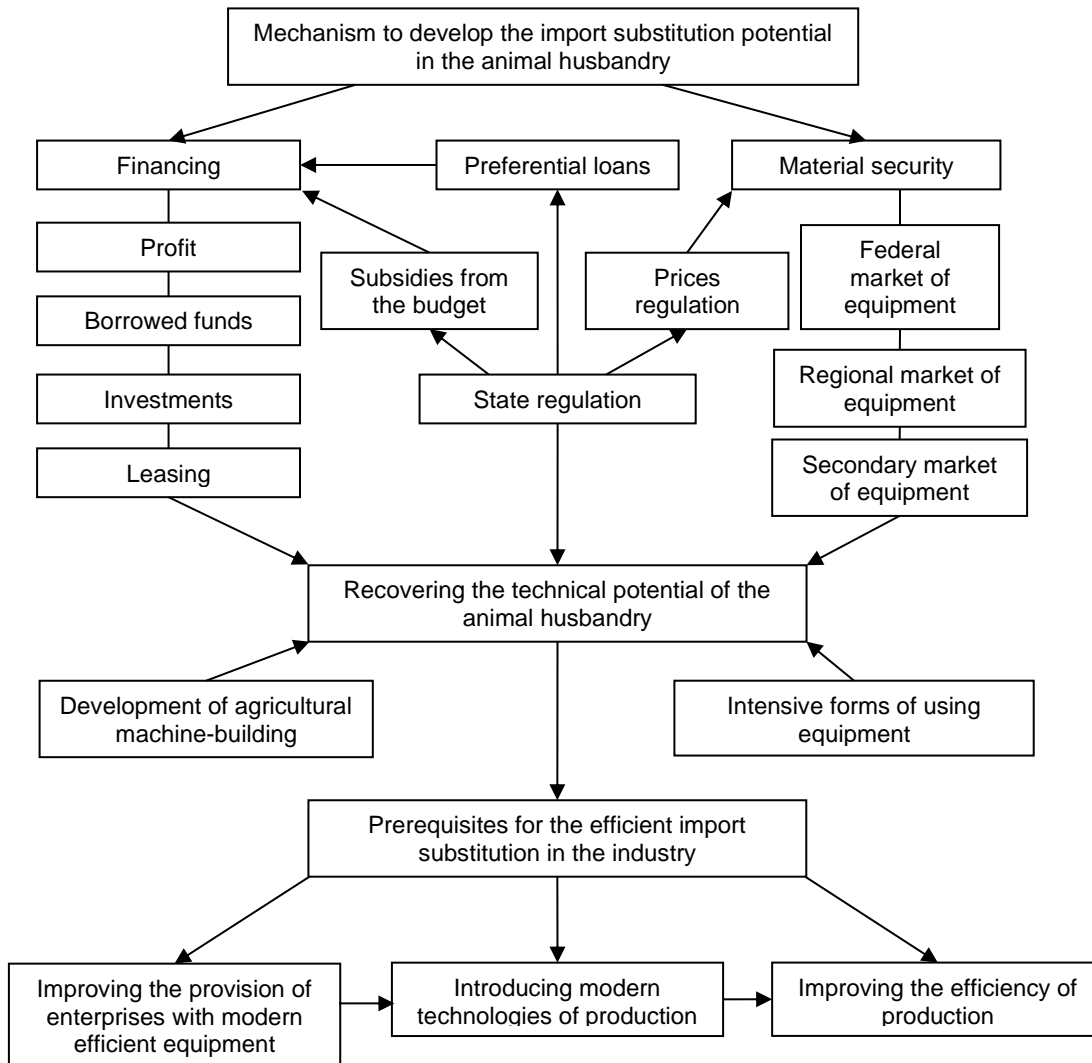 Mechanism to develop the import substitution potential
in the animal husbandry
Financing
Preferential loans
Material security
Profit
Subsidies from
the budget
Prices
regulation
Federal
market of
equipment
Borrowed funds
Investments
State regulation
Regional market of
equipment
Leasing
Secondary market
of equipment
Recovering the technical potential of the
animal husbandry
Development of agricultural
machine-building
Intensive forms of using
equipment
Prerequisites for the efficient import
substitution in the industry
Improving the provision of
enterprises with modern
efficient equipment
Introducing modern
technologies of production
Improving the efficiency of
production